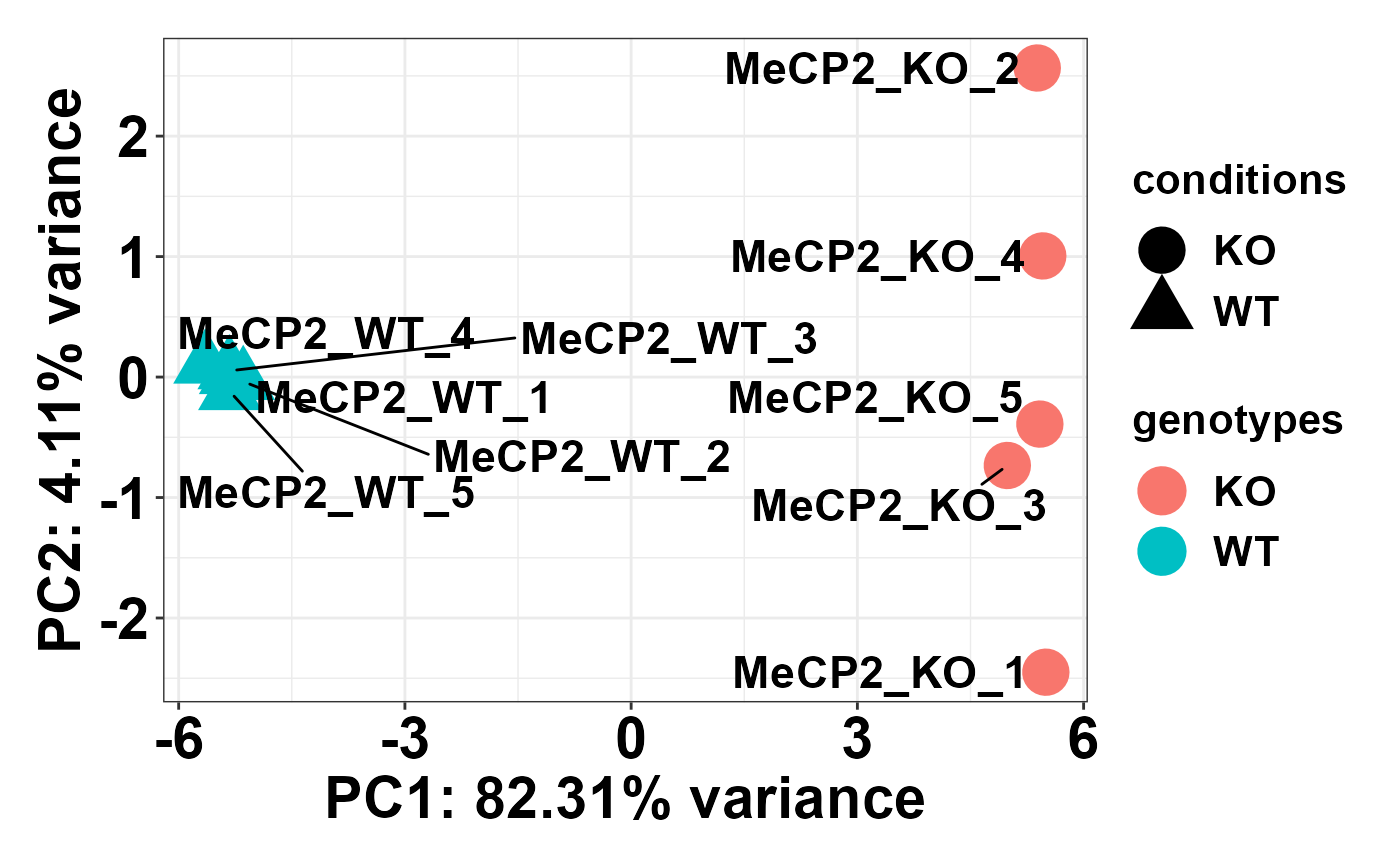 PC2: 4.11% variance
2
1
0
-1
-2
MeCP2_KO_2
MeCP2_KO_4
MeCP2_WT_4
MeCP2_WT_3
MeCP2_WT_1
MeCP2_KO_5
MeCP2_WT_2
MeCP2_WT_5
MeCP2_KO_3
MeCP2_KO_1
-6 -3 0 3 6
PC1: 82.31% variance
conditions
KO
WT
genotypes
KO
WT